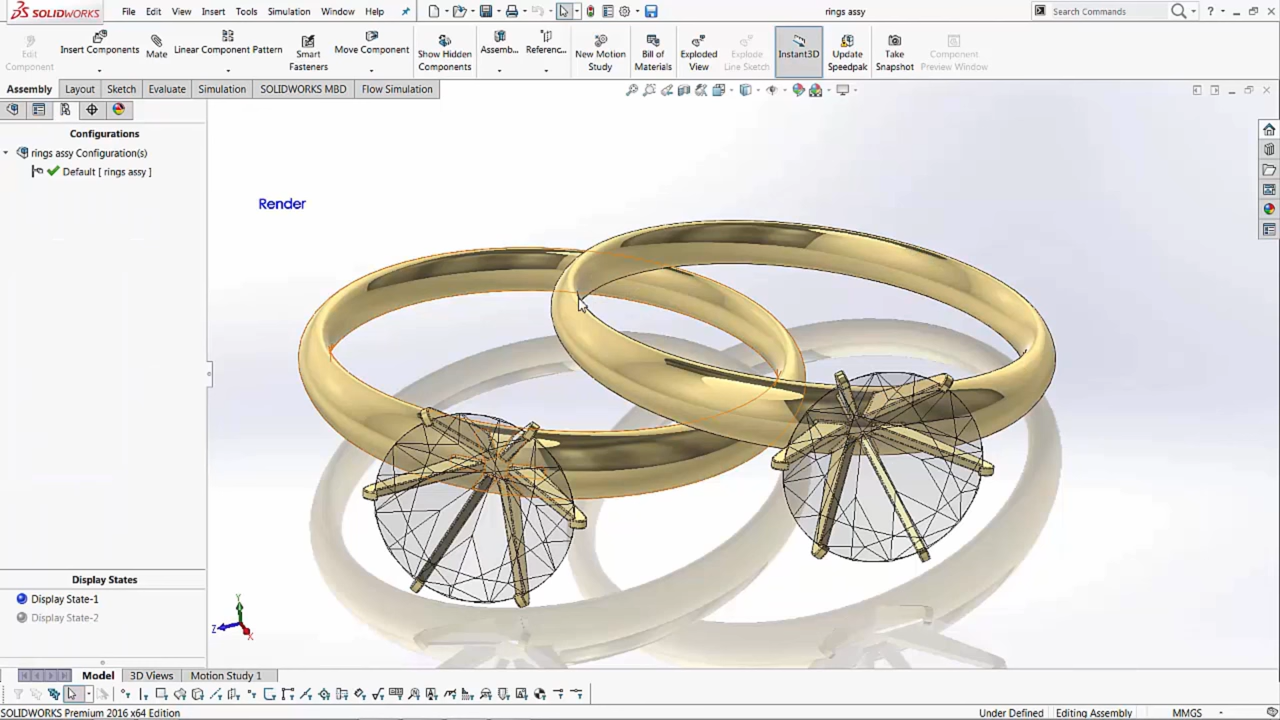 SOLIDWORKS File Edit View Insert Tools Simulation Window Help rings assy Search Commands ?
Edit Component Insert Components Mate Linear Component Pattern Smart Fasteners Move Component Show Hidden Components Assemb... Referenc... New Motion Study Bill of Materials Exploded View Explode Line Sketch Instant3D Update Speedpak Take Snapshot Component Preview Window
Assembly Layout Sketch Evaluate Simulation SOLIDWORKS MBD Flow Simulation
Configurations
rings assy Configuration(s)
Default [ rings assy ]
Render
Display States
Display State-1
Display State-2
Y
Z
X
Model 3D Views Motion Study 1
SOLIDWORKS Premium 2016 x64 Edition Under Defined Editing Assembly MMGS